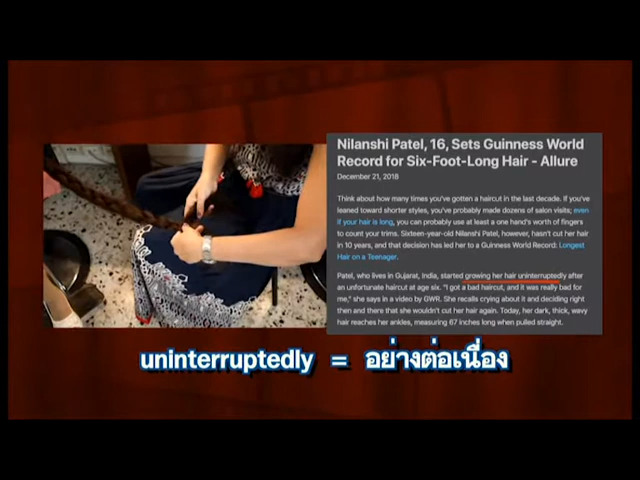 Nilanshi Patel, 16, Sets Guinness World
Record for Six-Foot-Long Hair - Allure
December 21, 2018
Think about how many times you've gotten a haircut in the last decade. If you've
leaned toward shorter styles, you've probably made dozens of salon visits; even
if your hair is long, you can probably use at least a one hand's worth of fingers
to count your trims. Sixteen-year-old Nilanshi Patel, however, hasn't cut her hair
in 10 years, and that decision has led her to a Guinness World Record: Longest
Hair on a Teenager.
Patel, who lives in Gujarat, India, started growing her hair uninterruptedly after
an unfortunate haircut at age six. "I got a bad haircut, and it was really bad for
me," she says in a video by GWR. She recalls crying about it and deciding right
then and there that she wouldn't cut her hair again. Today, her dark, thick, wavy
hair reaches her ankles, measuring 67 inches long when pulled straight.
uninterruptedly = อย่างต่อเนื่อง